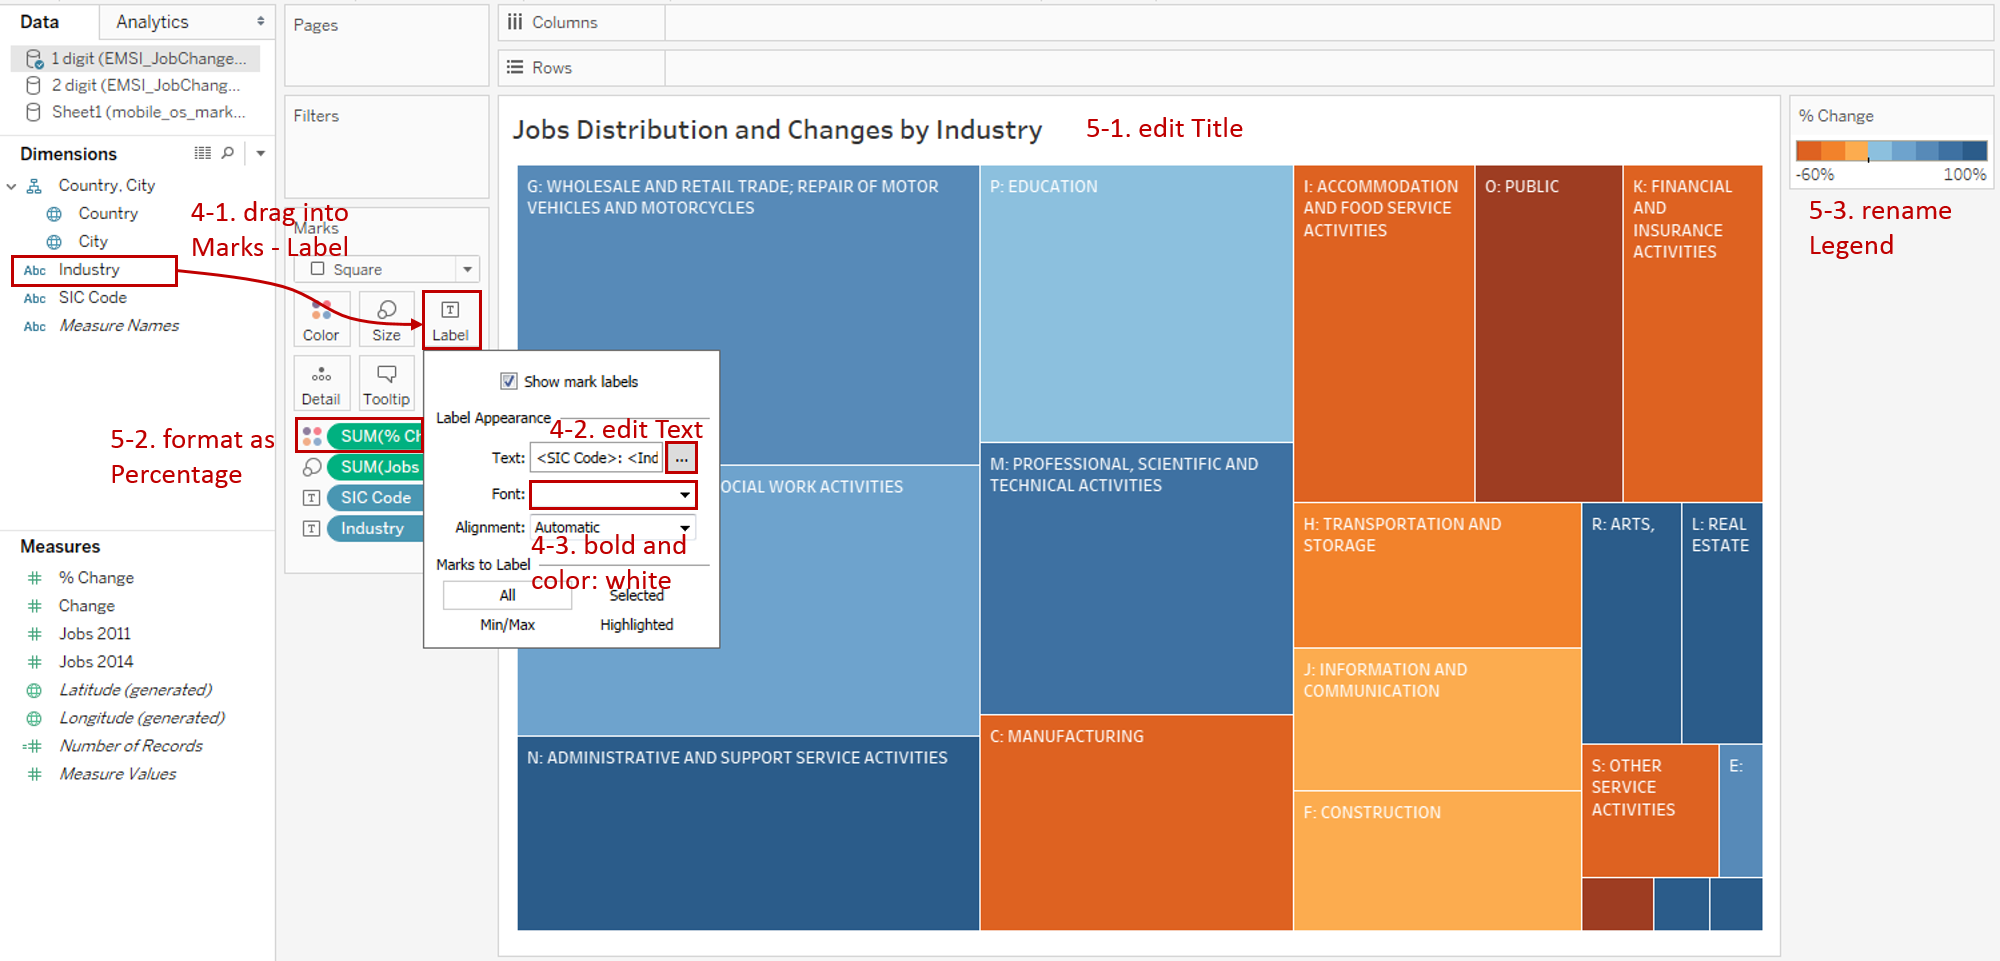 Data
Analytics
1 digit (EMSI_JobChange...
2 digit (EMSI_JobChang...
Sheet1 (mobile_os_mark...
Dimensions
Country, City
Country
City
Abc Industry
Abc SIC Code
Abc Measure Names
Measures
% Change
Change
Jobs 2011
Jobs 2014
Latitude (generated)
Longitude (generated)
Number of Records
Measure Values
Pages
Filters
4-1. drag into
Marks - Label
Marks
Square
Color
Size
Label
Detail
Tooltip
5-2. format as
Percentage
SUM(% Ch
SUM(Jobs
SIC Code
Industry
Show mark labels
Label Appearance
4-2. edit Text
Text: <SIC Code>: <Ind ...
Font:
Alignment: Automatic
4-3. bold and
color: white
Marks to Label
All
Selected
Min/Max
Highlighted
Columns
Rows
Jobs Distribution and Changes by Industry
5-1. edit Title
G: WHOLESALE AND RETAIL TRADE; REPAIR OF MOTOR
VEHICLES AND MOTORCYCLES
OCIAL WORK ACTIVITIES
N: ADMINISTRATIVE AND SUPPORT SERVICE ACTIVITIES
P: EDUCATION
M: PROFESSIONAL, SCIENTIFIC AND
TECHNICAL ACTIVITIES
C: MANUFACTURING
I: ACCOMMODATION
AND FOOD SERVICE
ACTIVITIES
O: PUBLIC
K: FINANCIAL
AND
INSURANCE
ACTIVITIES
H: TRANSPORTATION AND
STORAGE
J: INFORMATION AND
COMMUNICATION
F: CONSTRUCTION
R: ARTS,
L: REAL
ESTATE
S: OTHER
SERVICE
ACTIVITIES
E:
% Change
-60%
100%
5-3. rename
Legend